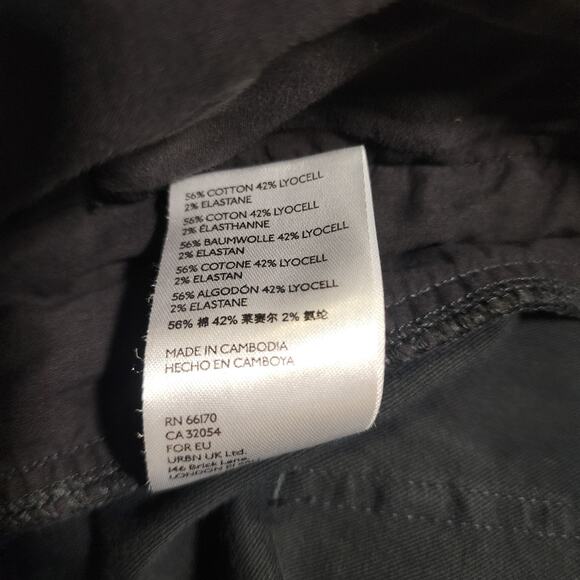 56% COTTON 42% LYOCELL
2% ELASTANE
56% COTON 42% LYOCELL
2% ÉLASTHANNE
56% BAUMWOLLE 42% LYOCELL
2% ELASTAN
56% COTONE 42% LYOCELL
2% ELASTAN
56% ALGODÓN 42% LYOCELL
2% ELASTANE
56% 棉 42% 莱赛尔 2% 氨纶
MADE IN CAMBODIA
HECHO EN CAMBOYA
RN 66170
CA 32054
FOR EU
URBN UK Ltd.
146 Brick Lane,
LONDON